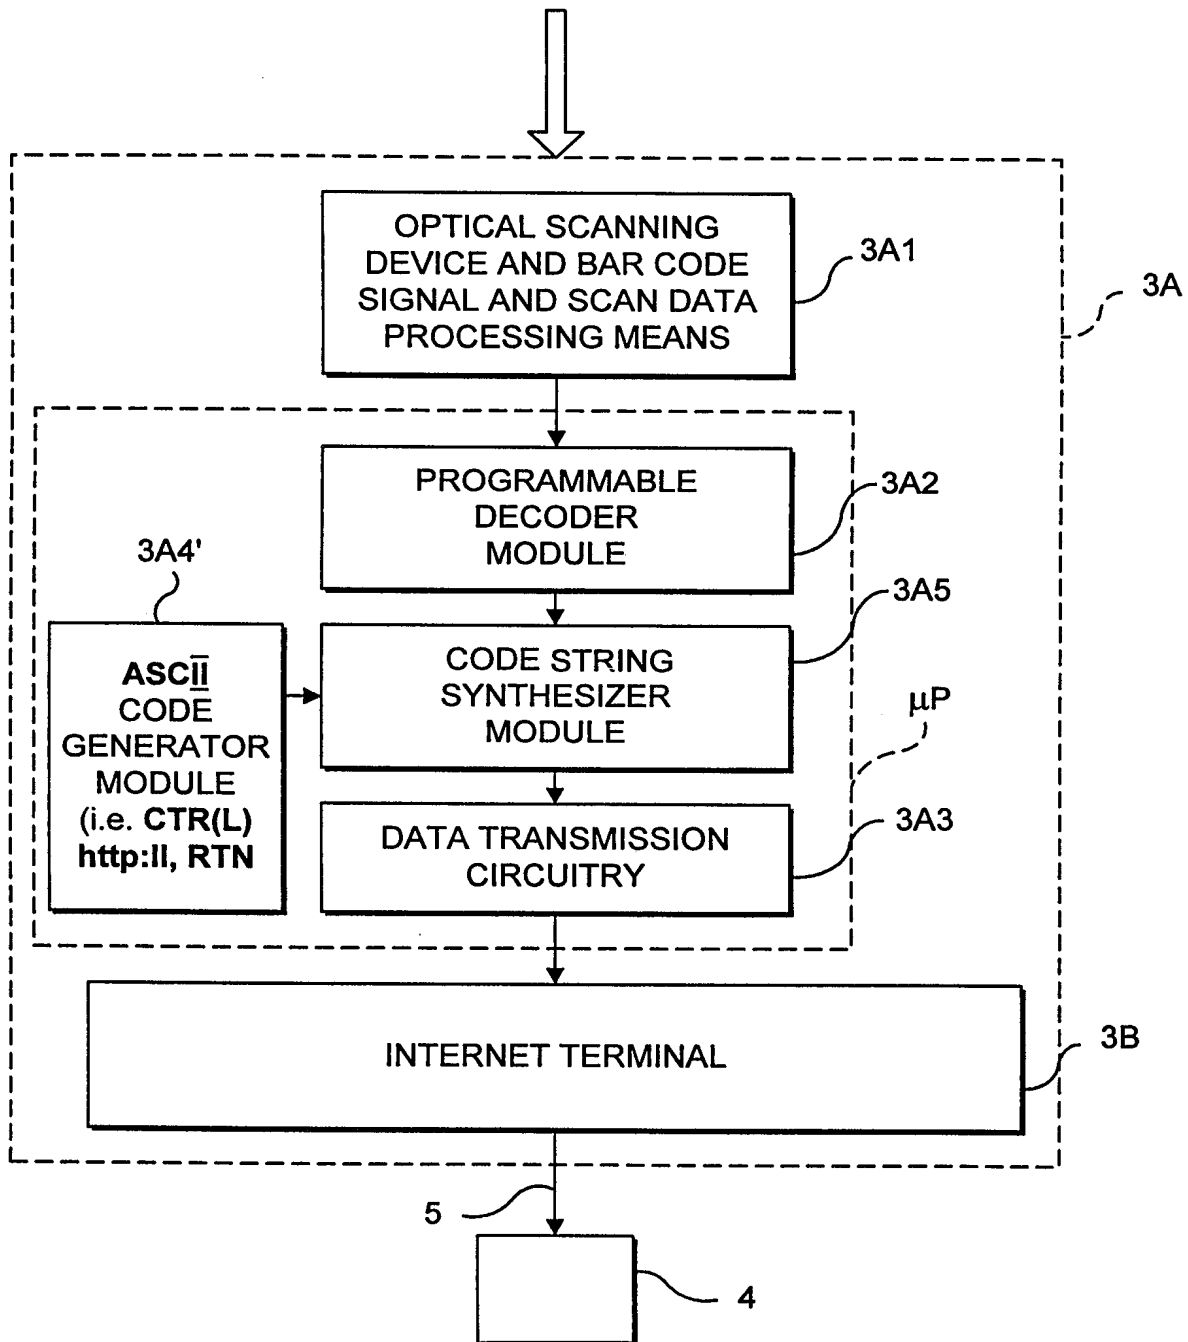 OPTICAL SCANNING
DEVICE AND BAR CODE
SIGNAL AND SCAN DATA
PROCESSING MEANS
3A1
3A
PROGRAMMABLE
DECODER
MODULE
3A2
3A4'
ASCII
CODE
GENERATOR
MODULE
(i.e. CTR(L)
http:II, RTN
CODE STRING
SYNTHESIZER
MODULE
3A5
μP
DATA TRANSMISSION
CIRCUITRY
3A3
INTERNET TERMINAL
3B
5
4